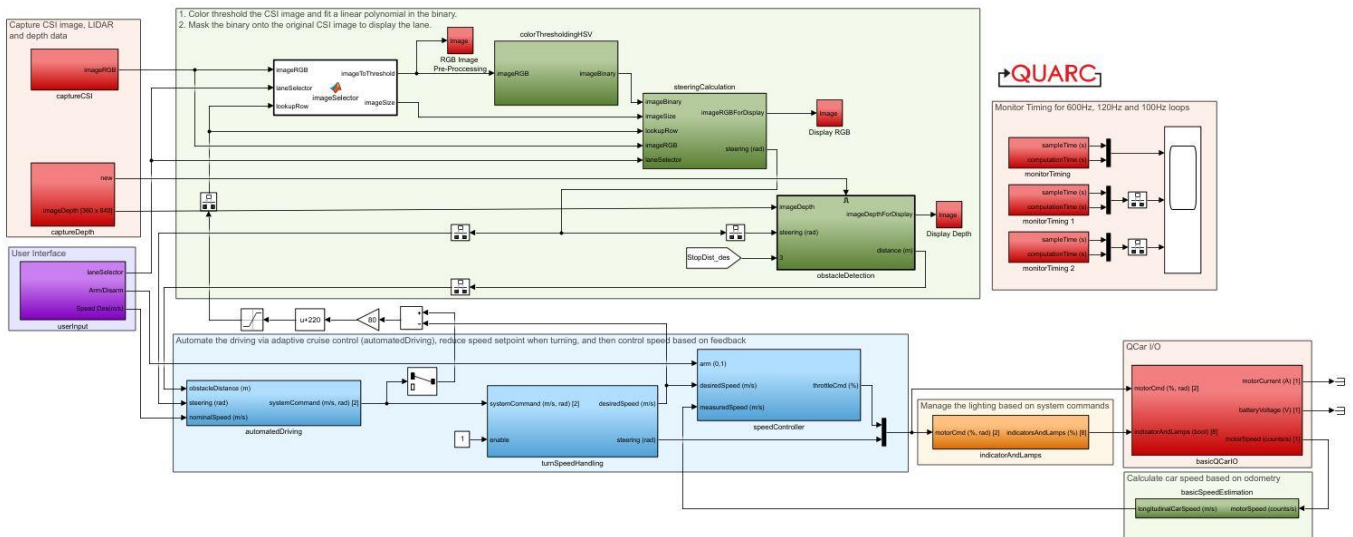 Capture CSI image, LIDAR
and depth data
imageRGB
captureCSI
new
imageDepth [360 x 640]
captureDepth
User Interface
laneSelector
Arm/Disarm
Speed Des(m/s)
userInput
1. Color threshold the CSI image and fit a linear polynomial in the binary.
2. Mask the binary onto the original CSI image to display the lane.
imageRGB
laneSelector
lookupRow
imageToThreshold
imageSize
imageSelector
Image
RGB Image
Pre-Proccessing
colorThresholdingHSV
imageRGB
imageBinary
steeringCalculation
imageBinary
imageSize
lookupRow
imageRGB
laneSelector
imageRGBForDisplay
steering (rad)
Image
Display RGB
imageDepth
steering (rad)
3
imageDepthForDisplay
distance (m)
obstacleDetection
StopDist_des
Image
Display Depth
QUARC
Monitor Timing for 600Hz, 120Hz and 100Hz loops
sampleTime (s)
computationTime (s)
monitorTiming
sampleTime (s)
computationTime (s)
monitorTiming 1
sampleTime (s)
computationTime (s)
monitorTiming 2
u+220
80
+
−
Automate the driving via adaptive cruise control (automatedDriving), reduce speed setpoint when turning, and then control speed based on feedback
obstacleDistance (m)
steering (rad)
nominalSpeed (m/s)
systemCommand (m/s, rad) [2]
automatedDriving
1
systemCommand (m/s, rad) [2]
enable
desiredSpeed (m/s)
steering (rad)
turnSpeedHandling
arm (0,1)
desiredSpeed (m/s)
measuredSpeed (m/s)
throttleCmd (%)
speedController
Manage the lighting based on system commands
motorCmd (%, rad) [2]
indicatorsAndLamps (%) [8]
indicatorAndLamps
QCar I/O
motorCmd (%, rad) [2]
indicatorAndLamps (bool) [8]
motorCurrent (A) [1]
batteryVoltage (V) [1]
motorSpeed (counts/s) [1]
basicQCarIO
Calculate car speed based on odometry
basicSpeedEstimation
longitudinalCarSpeed (m/s)
motorSpeed (counts/s)